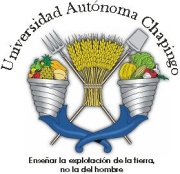 Universidad Autónoma Chapingo
Enseñar la explotación de la tierra,
no la del hombre